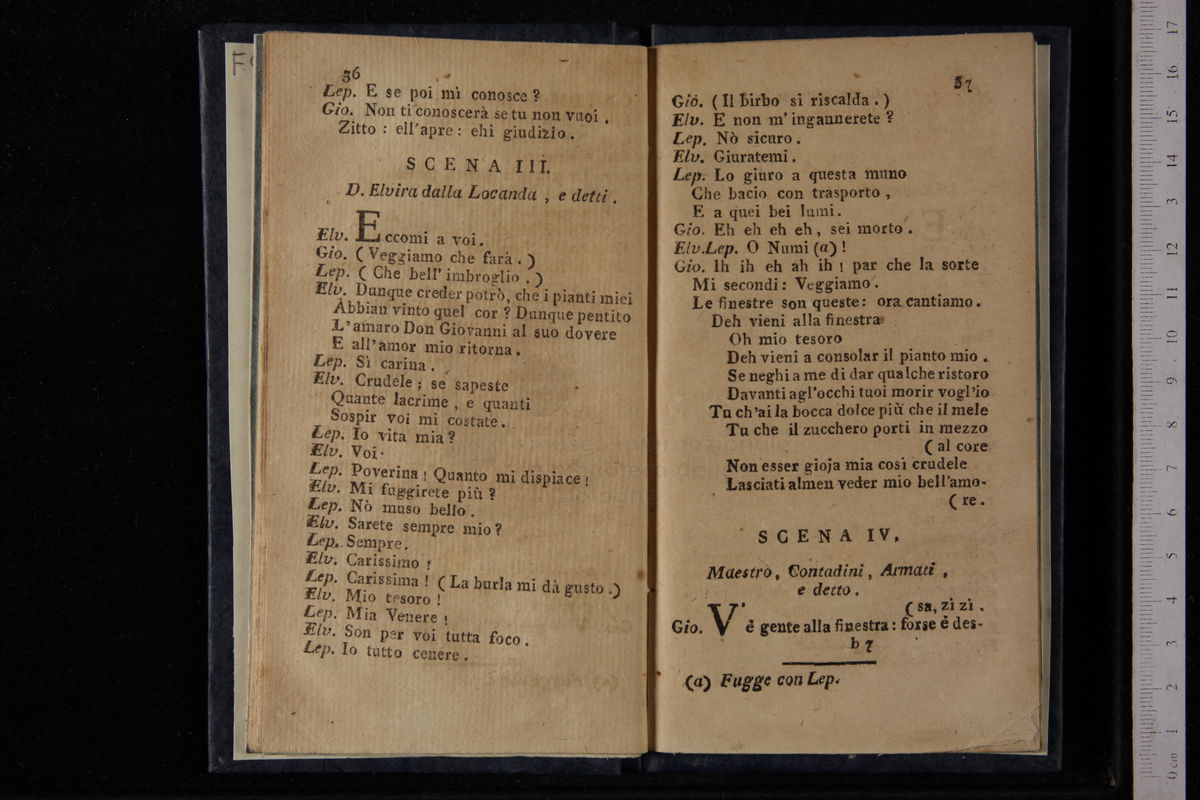 36
Lep. E se poi mi conosce?
Gio. Non ti conoscerà se tu non vuoi.
Zitto: ell'apre: ehi giudizio.
SCENA III.
D. Elvira dalla Locanda, e detti.
Elv. Eccomi a voi.
Gio. (Veggiamo che farà.)
Lep. (Che bell' imbroglio.)
Elv. Dunque creder potrò, che i pianti miei
Abbian vinto quel cor? Dunque pentito
L'amaro Don Giovanni al suo dovere
E all'amor mio ritorna.
Lep. Sì carina.
Elv. Crudele; se sapeste
Quante lacrime, e quanti
Sospir voi mi costate.
Lep. Io vita mia?
Elv. Voi.
Lep. Poverina! Quanto mi dispiace!
Elv. Mi fuggirete più?
Lep. Nò muso bello.
Elv. Sarete sempre mio?
Lep. Sempre.
Elv. Carissimo!
Lep. Carissima! (La burla mi dà gusto.)
Elv. Mio tesoro!
Lep. Mia Venere!
Elv. Son per voi tutta foco.
Lep. Io tutto cenere.
37
Gio. (Il birbo si riscalda.)
Elv. E non m'ingannerete?
Lep. Nò sicuro.
Elv. Giuratemi.
Lep. Lo giuro a questa muno
Che bacio con trasporto,
E a quei bei lumi.
Gio. Eh eh eh eh, sei morto.
Elv.Lep. O Numi (a)!
Gio. Ih ih eh ah ih! par che la sorte
Mi secondi: Veggiamo.
Le finestre son queste: ora cantiamo.
Deh vieni alla finestra
Oh mio tesoro
Deh vieni a consolar il pianto mio.
Se neghi a me di dar qualche ristoro
Davanti agl'occhi tuoi morir vogl'io
Tu ch'ai la bocca dolce più che il mele
Tu che il zucchero porti in mezzo
(al core
Non esser gioja mia così crudele
Lasciati almen veder mio bell'amo-
(re.
SCENA IV.
Maestro, Contadini, Armati,
e detto.
(sa, zi zi.
Gio. V'è gente alla finestra: forse è des-
b 7
(a) Fugge con Lep.